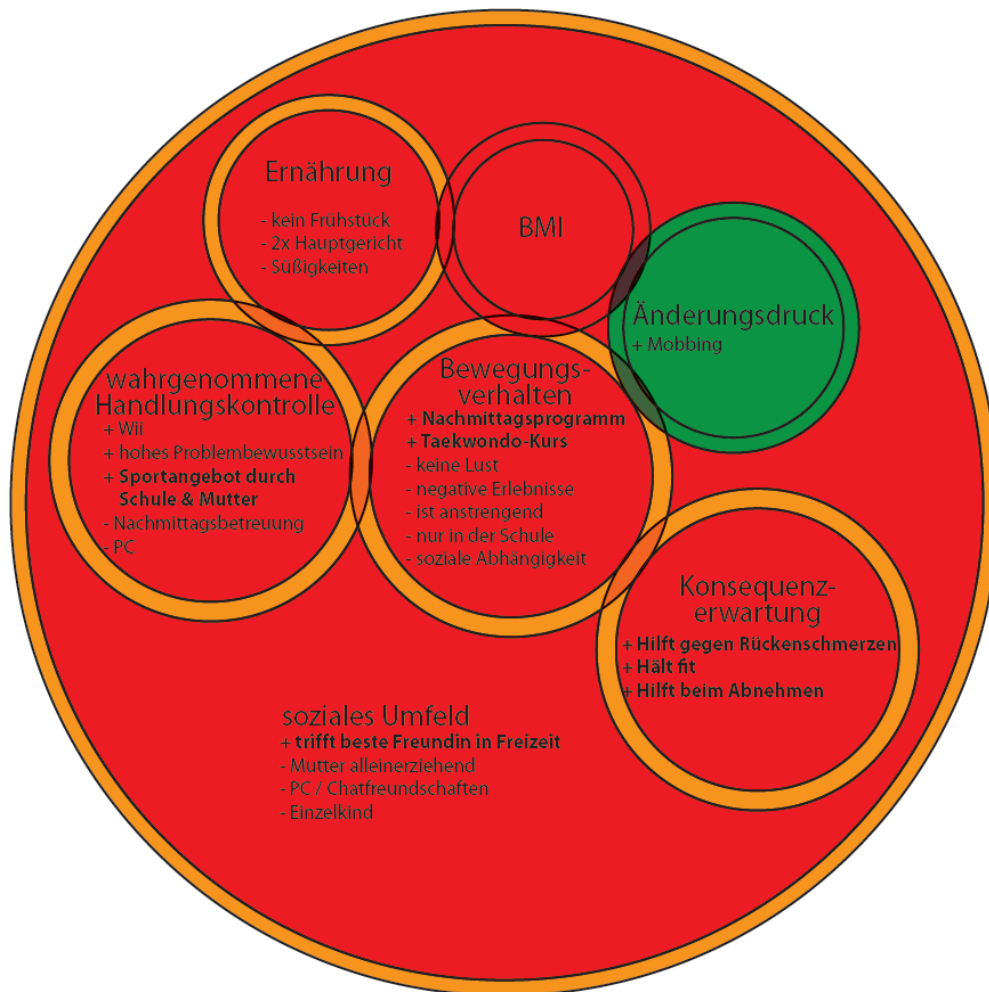 Ernährung
- kein Frühstück
- 2x Hauptgericht
- Süßigkeiten
BMI
Änderungsdruck
+ Mobbing
wahrgenommene
Handlungskontrolle
+ Wii
+ hohes Problembewusstsein
+ Sportangebot durch
Schule & Mutter
- Nachmittagsbetreuung
- PC
Bewegungs-
verhalten
+ Nachmittagsprogramm
+ Taekwondo-Kurs
- keine Lust
- negative Erlebnisse
- ist anstrengend
- nur in der Schule
- soziale Abhängigkeit
Konsequenz-
erwartung
+ Hilft gegen Rückenschmerzen
+ Hält fit
+ Hilft beim Abnehmen
soziales Umfeld
+ trifft beste Freundin in Freizeit
- Mutter alleinerziehend
- PC / Chatfreundschaften
- Einzelkind